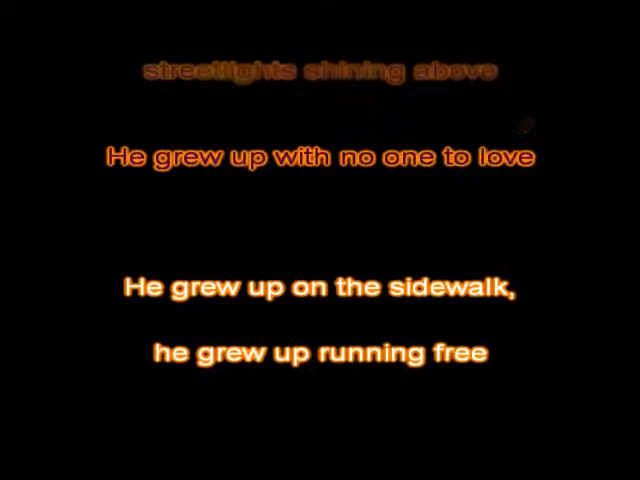 streetlights shining above
He grew up with no one to love
He grew up on the sidewalk,
he grew up running free